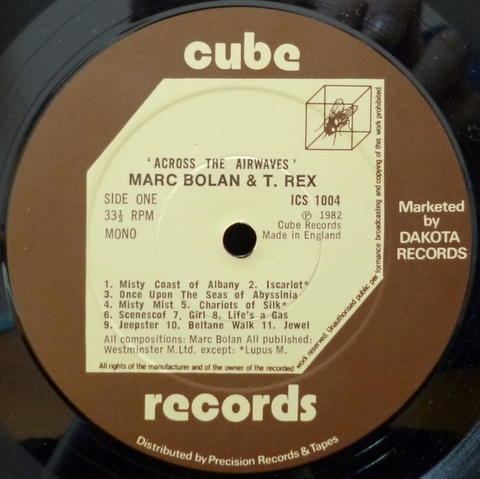 cube
'ACROSS THE AIRWAVES'
MARC BOLAN & T. REX
SIDE ONE
ICS 1004
33⅓ RPM
℗ 1982
MONO
Cube Records
Made in England
1. Misty Coast of Albany 2. Iscariot*
3. Once Upon The Seas of Abyssinia
4. Misty Mist 5. Chariots of Silk*
6. Scenescof 7, Girl 8, Life's a Gas
9. Jeepster 10. Beltane Walk 11. Jewel
All compositions: Marc Bolan All published:
Westminster M.Ltd. except: *Lupus M.
All rights of the manufacturer and of the owner of the recorded
work reserved. Unauthorised public performance broadcasting and copying of this work prohibited.
Marketed
by
DAKOTA
RECORDS
records
Distributed by Precision Records & Tapes